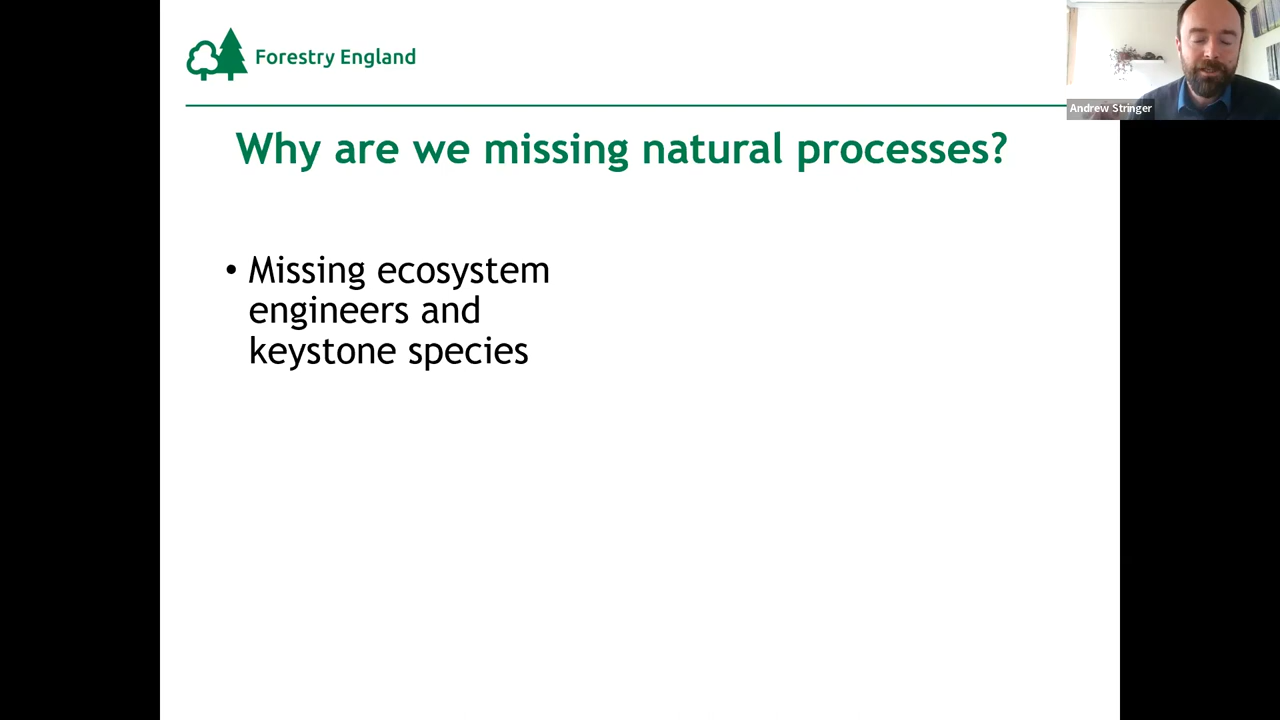 Forestry England
Andrew Stringer
Why are we missing natural processes?
• Missing ecosystem
engineers and
keystone species